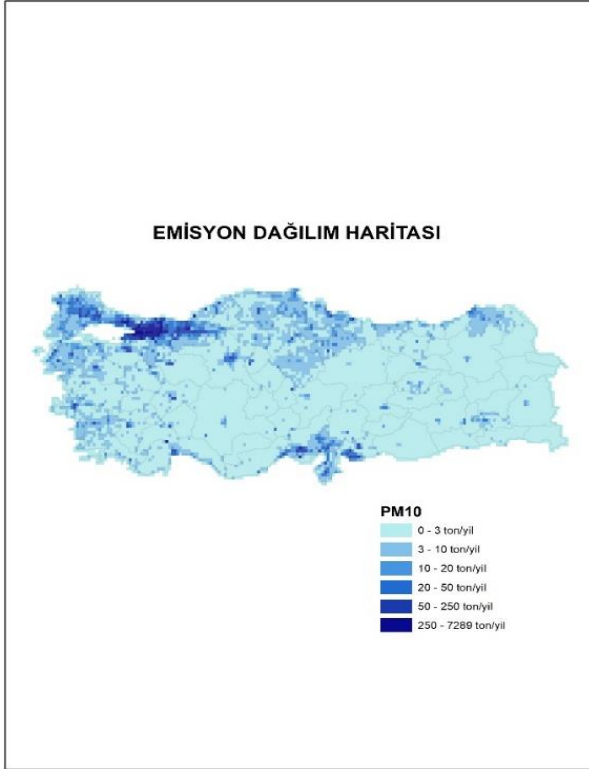 EMİSYON DAĞILIM HARİTASI
PM10
0 - 3 ton/yil
3 - 10 ton/yil
10 - 20 ton/yil
20 - 50 ton/yil
50 - 250 ton/yil
250 - 7289 ton/yil